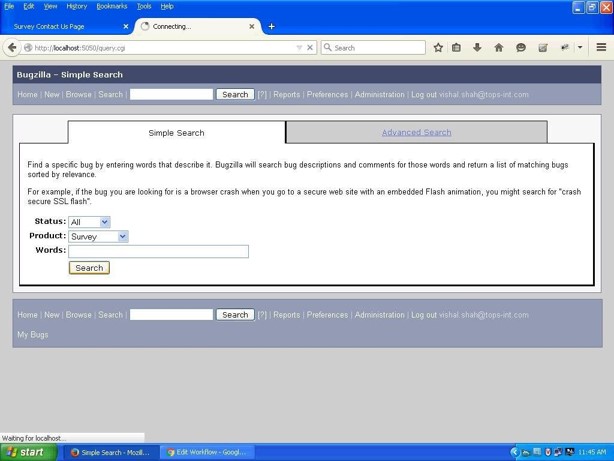 File Edit View History Bookmarks Tools Help
Survey Contact Us Page × Connecting... × +
http://localhost:5050/query.cgi Search
Bugzilla – Simple Search
Home | New | Browse | Search | Search [?] | Reports | Preferences | Administration | Log out vishal.shah@tops-int.com
Simple Search Advanced Search
Find a specific bug by entering words that describe it. Bugzilla will search bug descriptions and comments for those words and return a list of matching bugs
sorted by relevance.
For example, if the bug you are looking for is a browser crash when you go to a secure web site with an embedded Flash animation, you might search for "crash
secure SSL flash".
Status: All
Product: Survey
Words:
Search
Home | New | Browse | Search | Search [?] | Reports | Preferences | Administration | Log out vishal.shah@tops-int.com
My Bugs
Waiting for localhost...
start Simple Search - Mozill... Edit Workflow - Googl... 11:45 AM